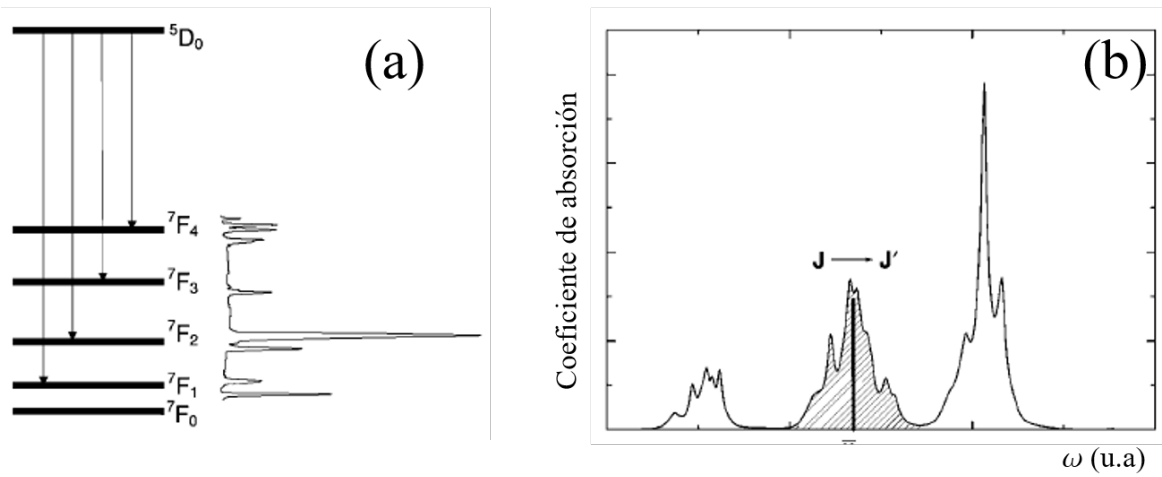 ⁵D₀
(a)
⁷F₄
⁷F₃
⁷F₂
⁷F₁
⁷F₀
(b)
Coeficiente de absorción
J ⟶ J′
ω (u.a)